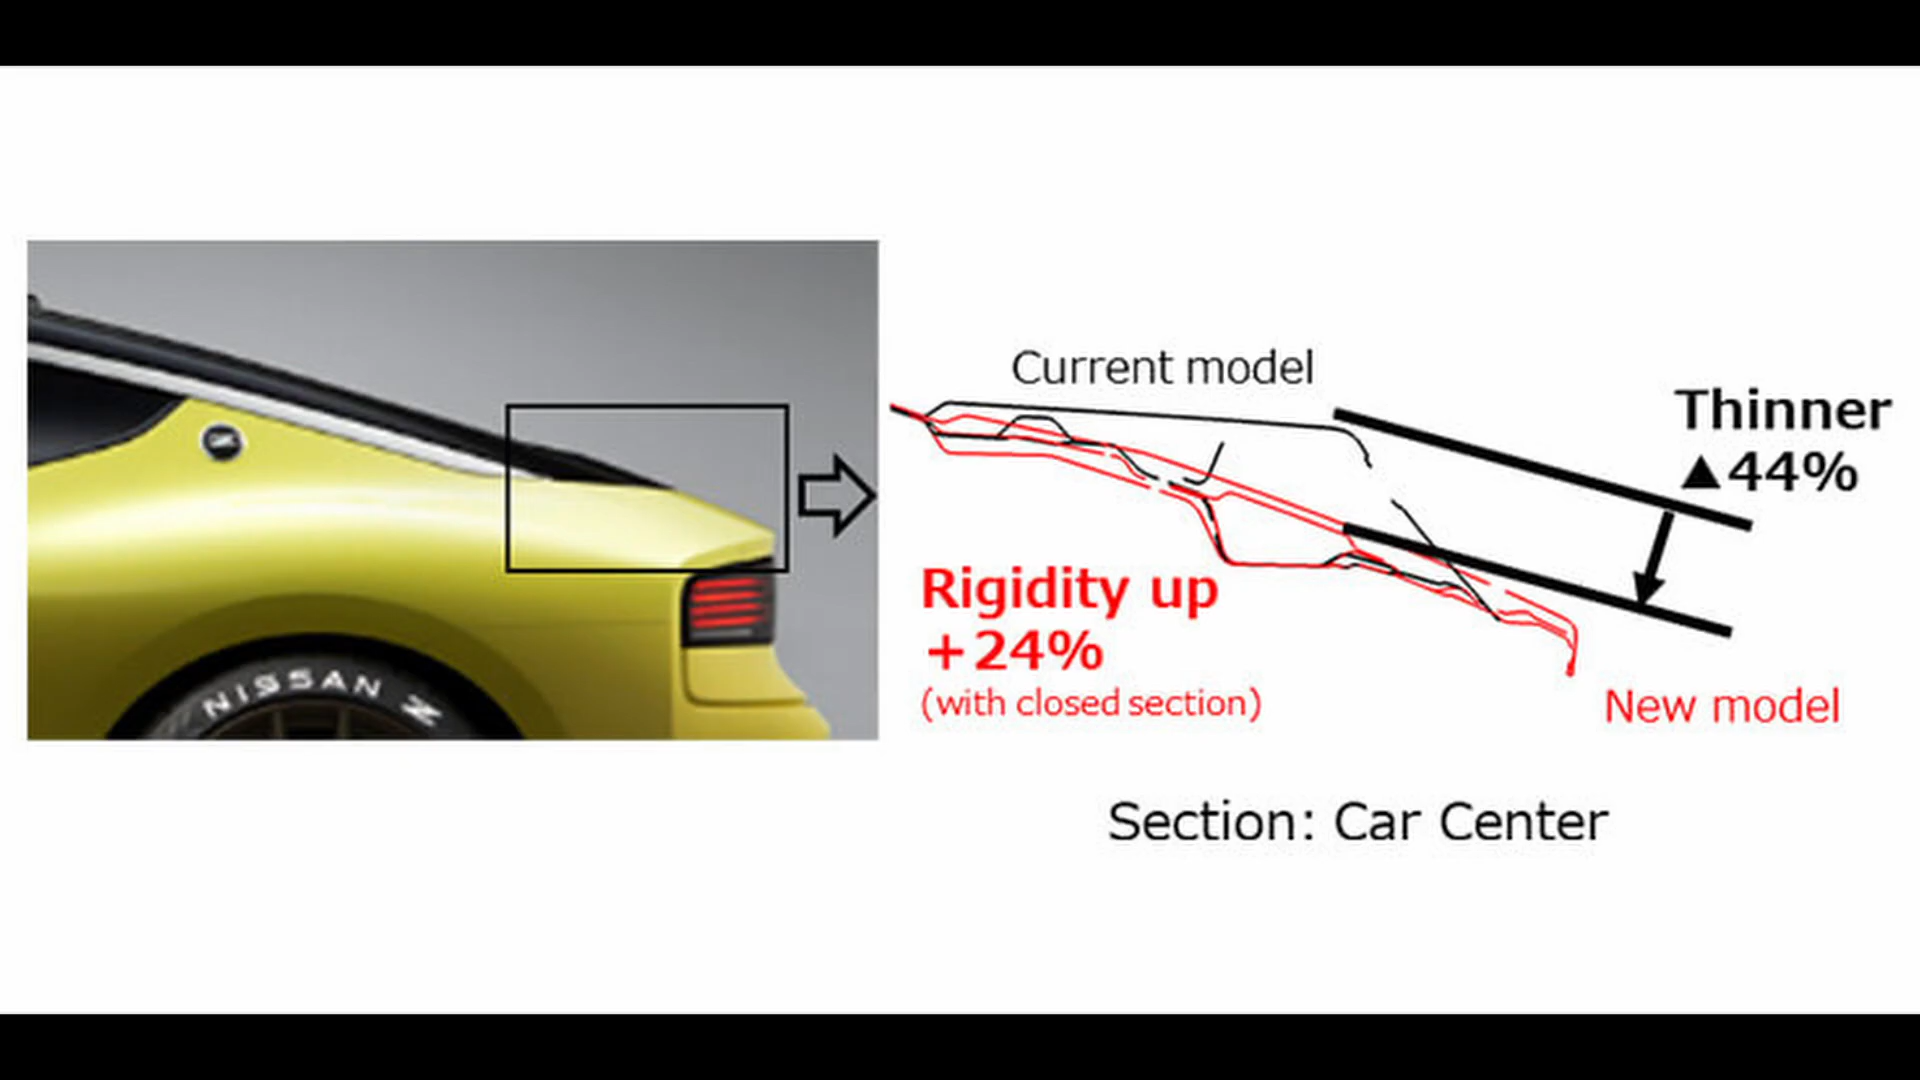 NISSAN Z
Current model
Thinner
▲44%
Rigidity up
+24%
(with closed section)
New model
Section: Car Center